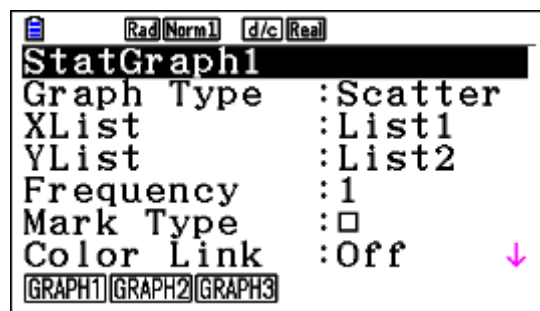 Rad Norm1 d/c Real
StatGraph1
Graph Type :Scatter
XList :List1
YList :List2
Frequency :1
Mark Type :□
Color Link :Off ↓
GRAPH1 GRAPH2 GRAPH3